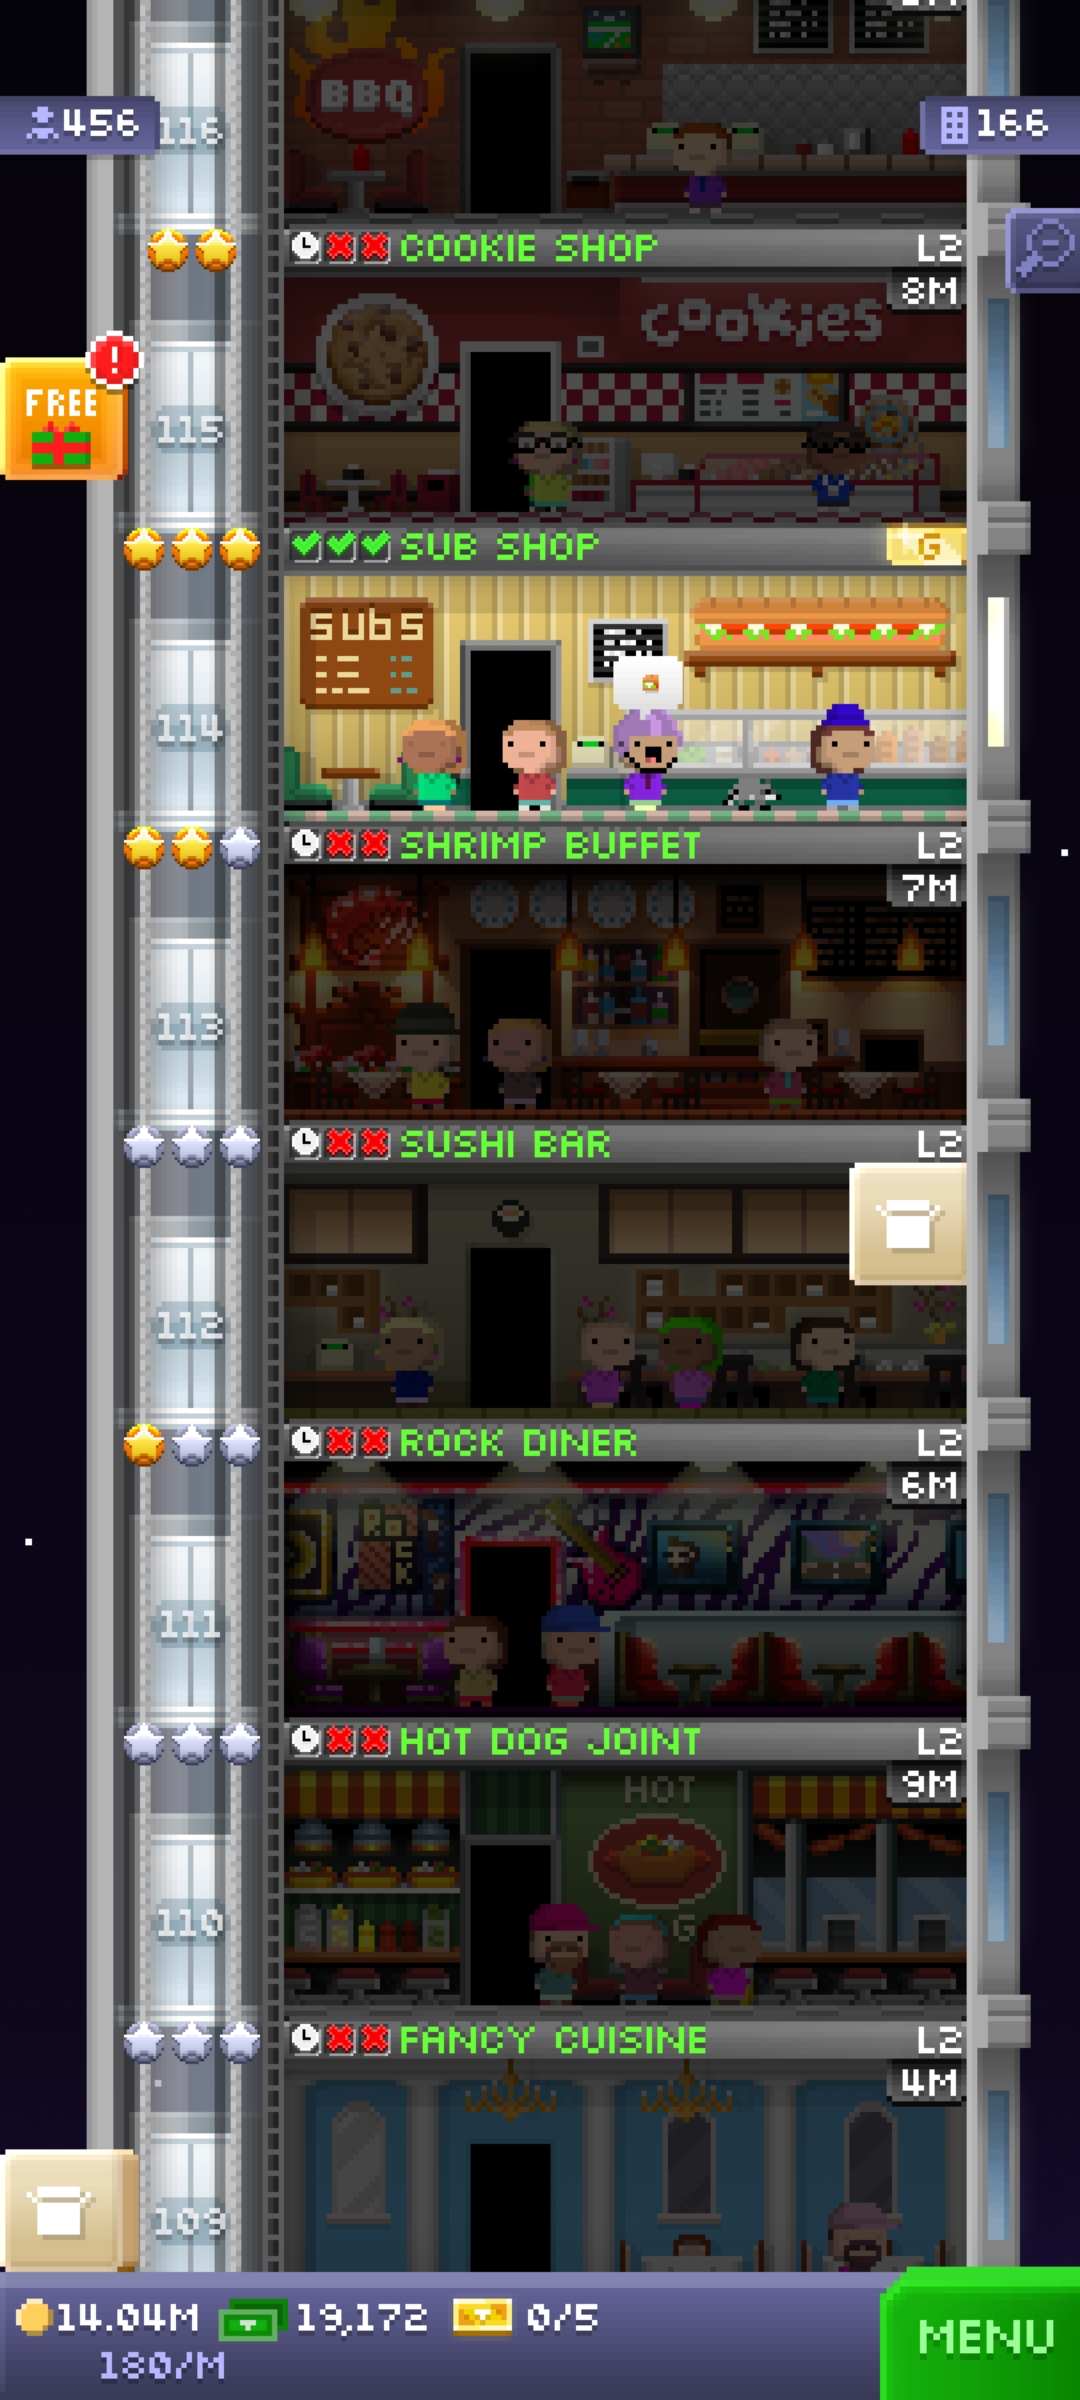 BBQ
456
116
166
COOKIE SHOP L2
8M
cookies
FREE
!
115
SUB SHOP G
subs
114
SHRIMP BUFFET L2
7M
113
SUSHI BAR L2
112
ROCK DINER L2
6M
ROCK
111
HOT DOG JOINT L2
9M
HOT
G
110
FANCY CUISINE L2
4M
109
14.04M 19,172 0/5
180/M
MENU